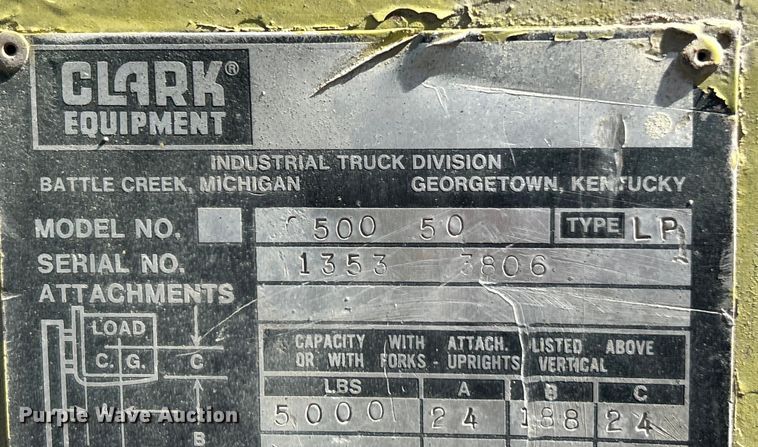 CLARK®
EQUIPMENT
INDUSTRIAL TRUCK DIVISION
BATTLE CREEK, MICHIGAN GEORGETOWN, KENTUCKY
MODEL NO. 500 50 TYPE LP
SERIAL NO. 1353 3806
ATTACHMENTS
LOAD
C. G.
C
CAPACITY WITH ATTACH. LISTED ABOVE
OR WITH FORKS - UPRIGHTS VERTICAL
LBS A B C
5000 24 188 24
A
B
Purple Wave Auction